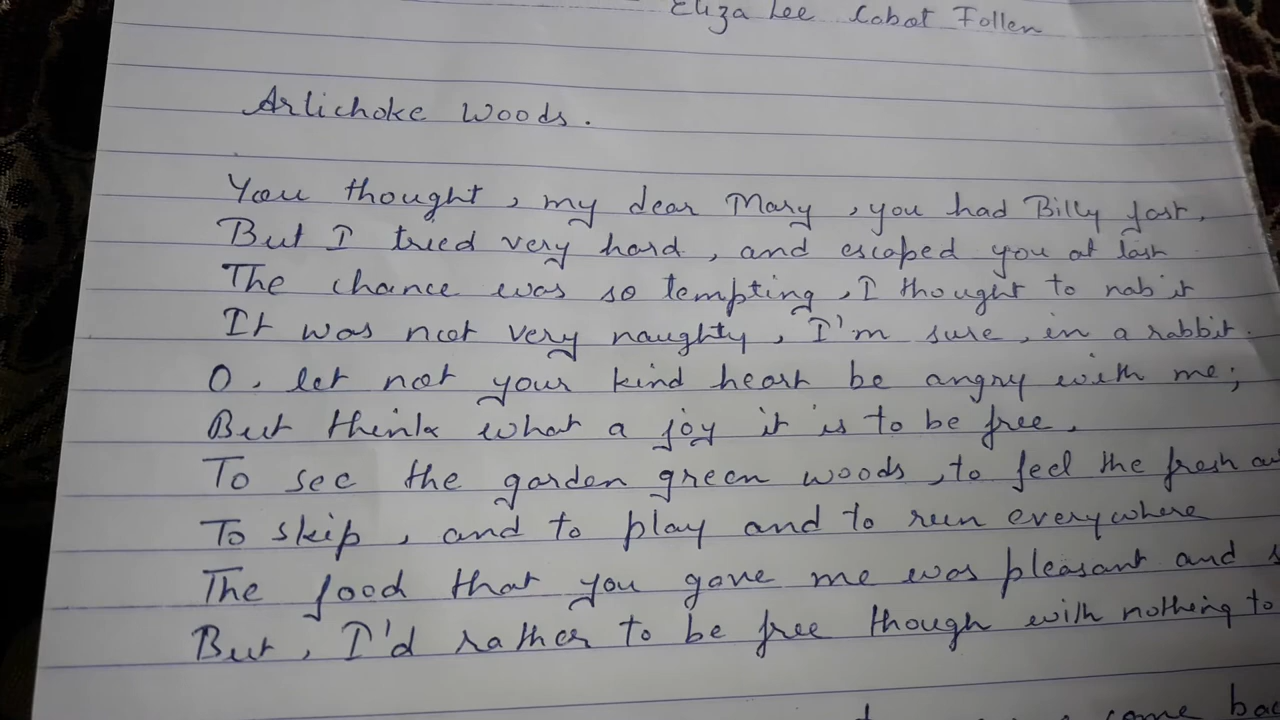 Eliza Lee Cabot Follen
Artichoke Woods.
You thought, my dear Mary, you had Billy fast.
But I tried very hard, and escaped you at last
The chance was so tempting, I thought to nab it
It was not very naughty, I'm sure, in a rabbit.
O, let not your kind heart be angry with me;
But think what a joy it is to be free.
To see the garden green woods, to feel the fresh
To skip, and to play and to run everywhere
The food that you gave me was pleasant and
But, I'd rather to be free though with nothing to
come